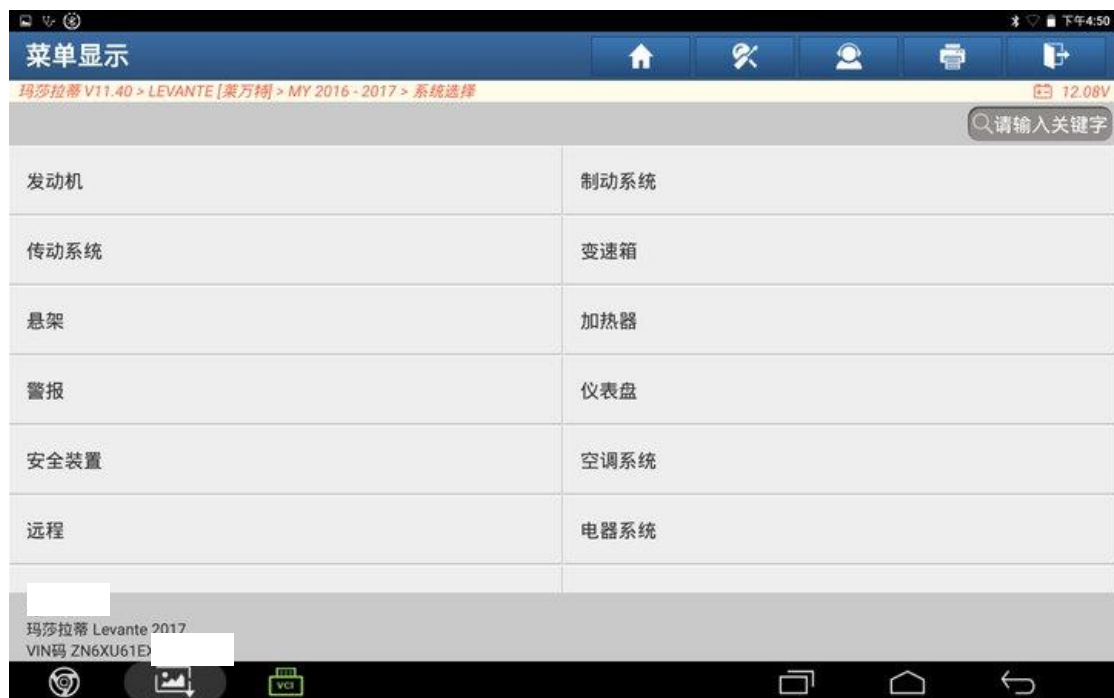 下午4:50
菜单显示
玛莎拉蒂 V11.40 > LEVANTE [莱万特] > MY 2016 - 2017 > 系统选择 12.08V
请输入关键字
发动机 制动系统
传动系统 变速箱
悬架 加热器
警报 仪表盘
安全装置 空调系统
远程 电器系统
玛莎拉蒂 Levante 2017
VIN码 ZN6XU61E
VCI